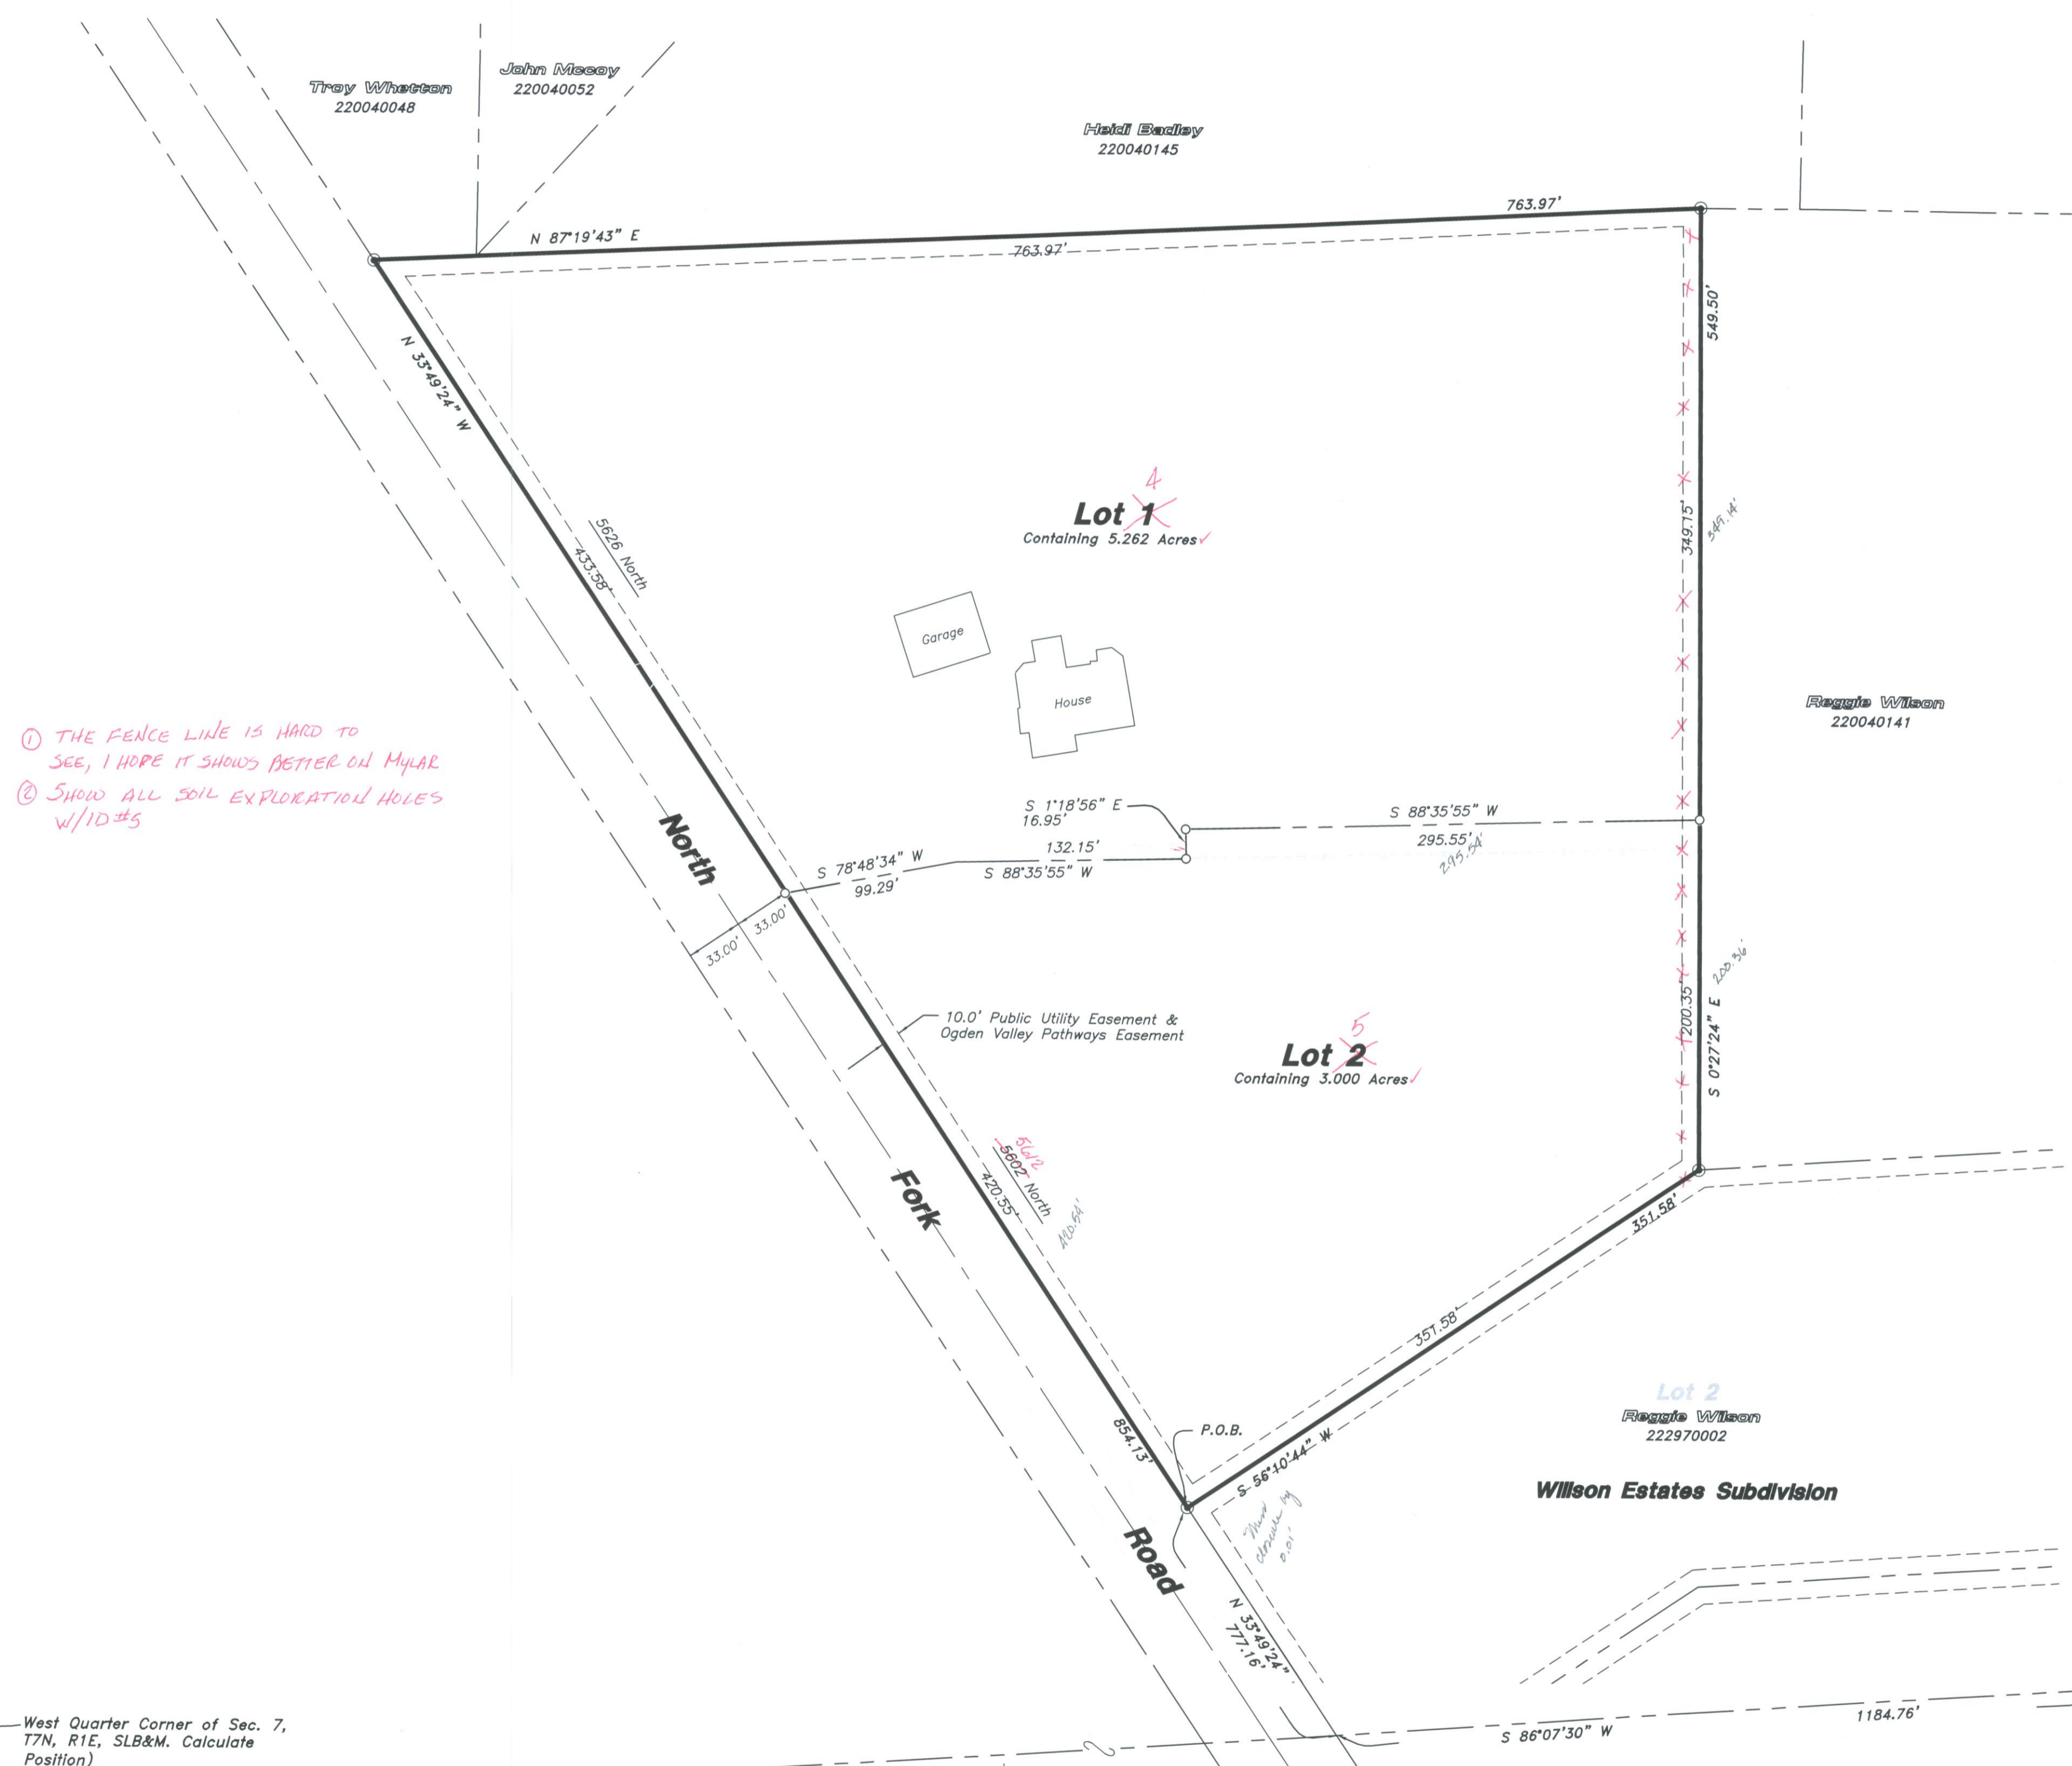 Troy Whetton
220040048
John Mccoy
220040052
Heidi Badley
220040145
763.97'
N 87°19'43" E
763.97'
549.50'
N 33°49'24" W
4
Lot 1
Containing 5.262 Acres
349.15'
349.14'
5626 North
433.58'
Garage
House
Reggie Wilson
220040141
① THE FENCE LINE IS HARD TO
SEE, I HOPE IT SHOWS BETTER ON MYLAR
② SHOW ALL SOIL EXPLORATION HOLES
W/ID #S
S 1°18'56" E
16.95'
S 88°35'55" W
295.55'
295.54'
132.15'
S 88°35'55" W
S 78°48'34" W
99.29'
North
33.00'
33.00'
10.0' Public Utility Easement &
Ogden Valley Pathways Easement
5
Lot 2
Containing 3.000 Acres
200.35'
200.36'
S 0°27'24" E
5612
5602 North
420.55'
420.54'
Fork
351.58'
351.58'
854.13'
P.O.B.
S 56°10'44" W
closure by
0.01'
Lot 2
Reggie Wilson
222970002
Willson Estates Subdivision
Road
N 33°49'24"
777.16'
S 86°07'30" W
1184.76'
West Quarter Corner of Sec. 7,
T7N, R1E, SLB&M. Calculate
Position)